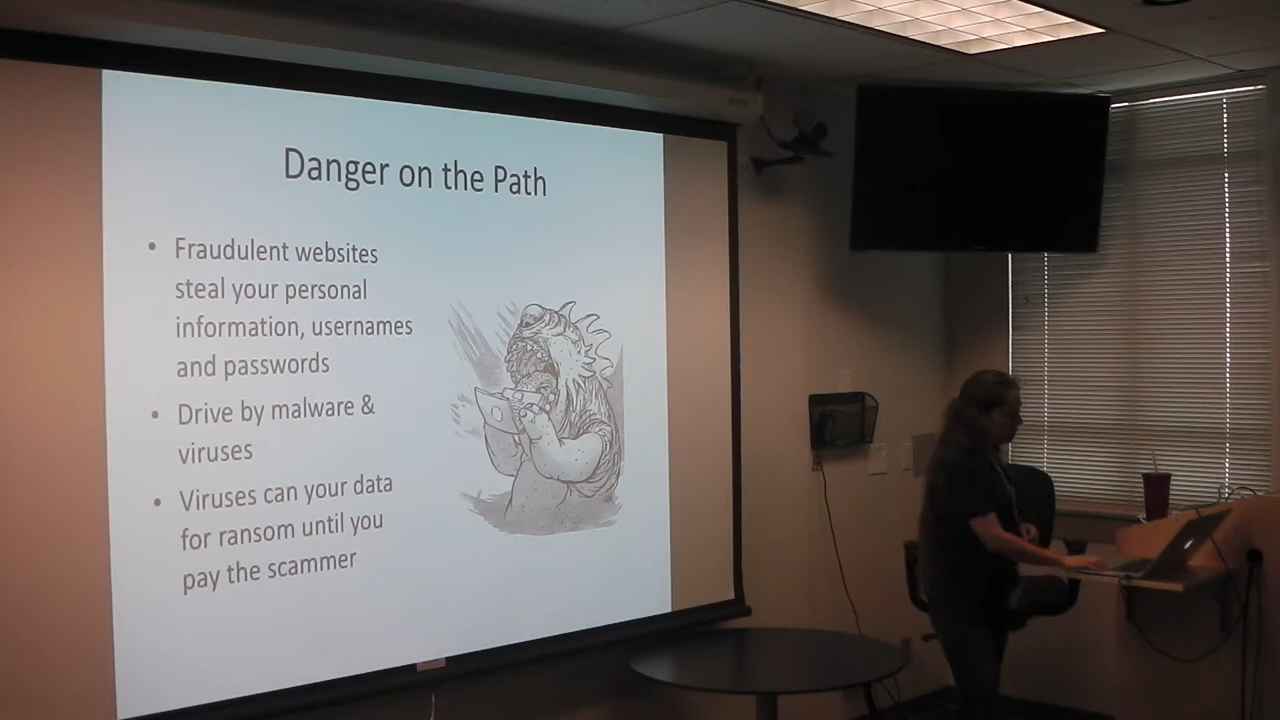 Danger on the Path
• Fraudulent websites
steal your personal
information, usernames
and passwords
• Drive by malware &
viruses
• Viruses can your data
for ransom until you
pay the scammer